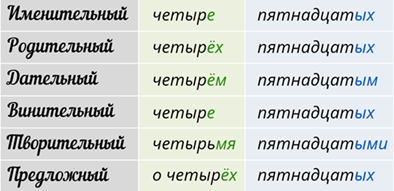 Именительный четыре пятнадцатых
Родительный четырёх пятнадцатых
Дательный четырём пятнадцатым
Винительный четыре пятнадцатых
Творительный четырьмя пятнадцатыми
Предложный о четырёх пятнадцатых